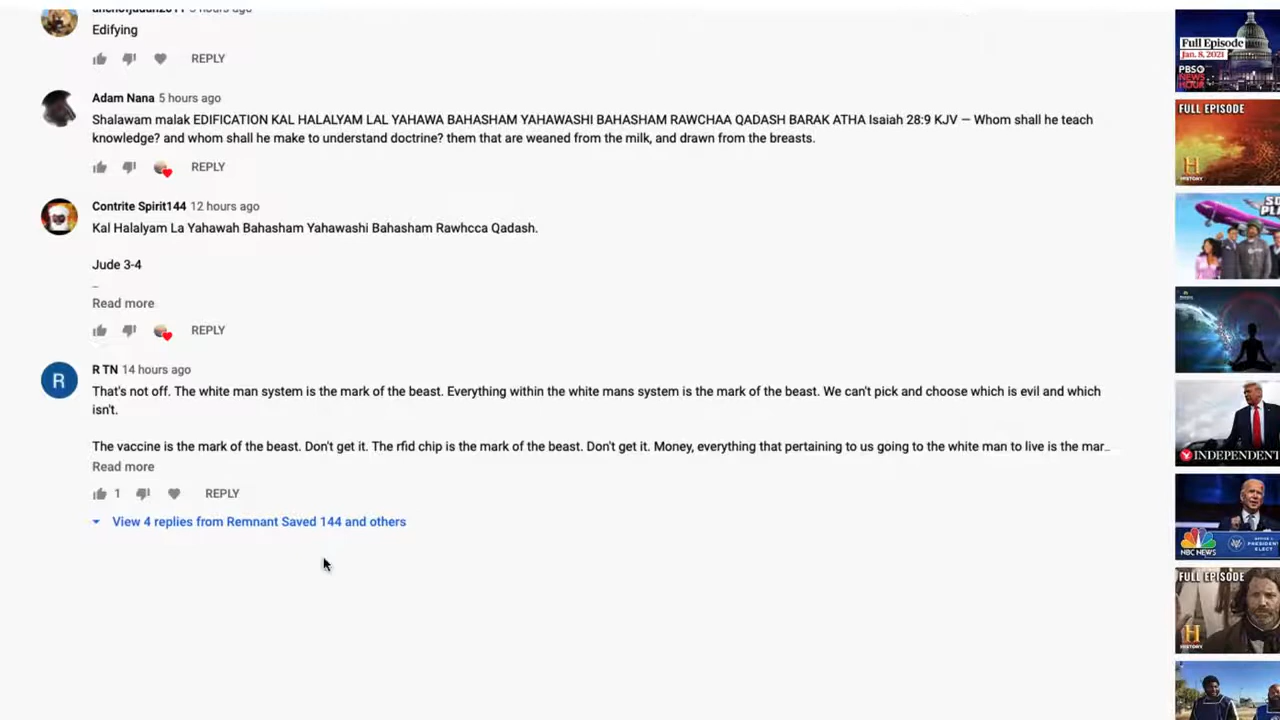 Edifying
REPLY
Adam Nana 5 hours ago
Shalawam malak EDIFICATION KAL HALALYAM LAL YAHAWA BAHASHAM YAHAWASHI BAHASHAM RAWCHAA QADASH BARAK ATHA Isaiah 28:9 KJV — Whom shall he teach
knowledge? and whom shall he make to understand doctrine? them that are weaned from the milk, and drawn from the breasts.
REPLY
Contrite Spirit144 12 hours ago
Kal Halalyam La Yahawah Bahasham Yahawashi Bahasham Rawhcca Qadash.
Jude 3-4
Read more
REPLY
R
R TN 14 hours ago
That's not off. The white man system is the mark of the beast. Everything within the white mans system is the mark of the beast. We can't pick and choose which is evil and which
isn't.
The vaccine is the mark of the beast. Don't get it. The rfid chip is the mark of the beast. Don't get it. Money, everything that pertaining to us going to the white man to live is the mar...
Read more
1 REPLY
View 4 replies from Remnant Saved 144 and others
Full Episode
Jan. 8, 2021
PBS
NEWS
HOUR
FULL EPISODE
H
HISTORY
INDEPENDENT
NBC NEWS
FULL EPISODE
H
HISTORY